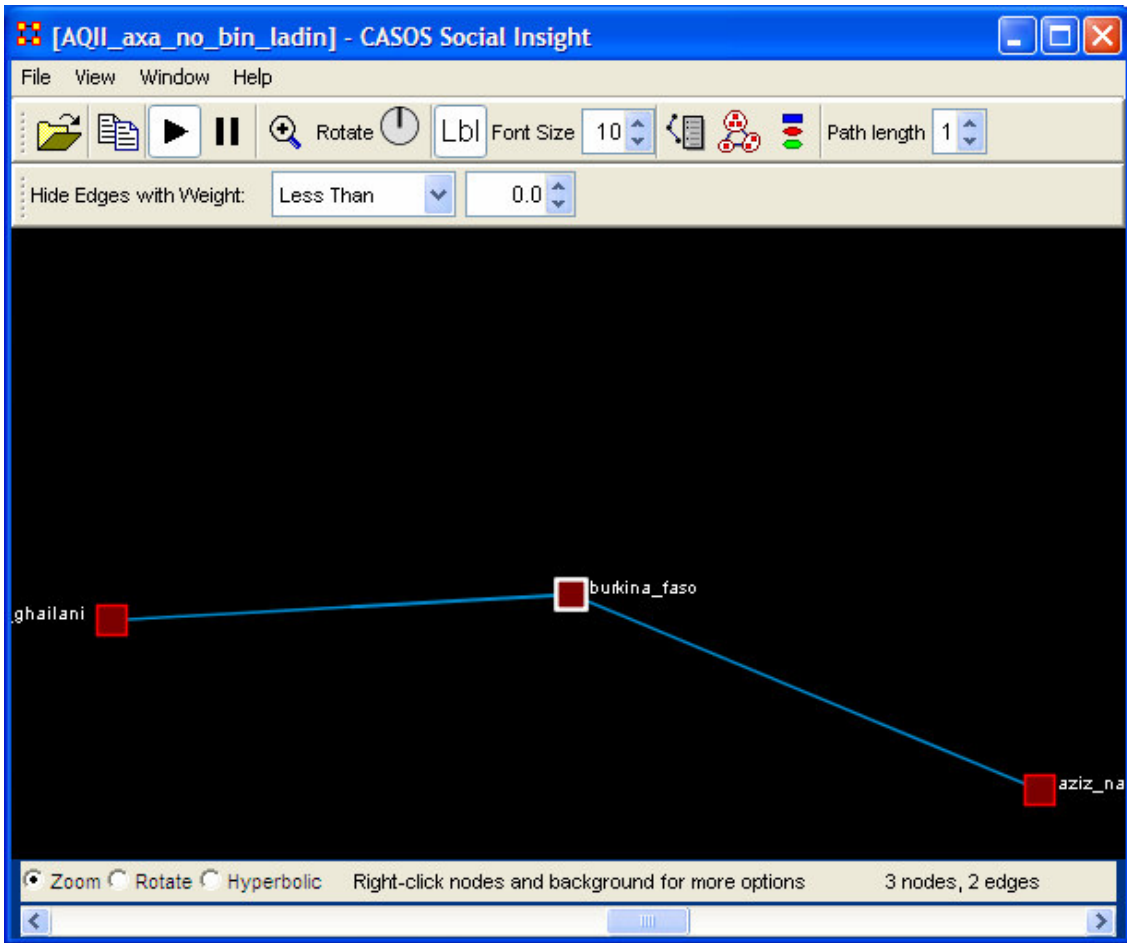 [AQII_axa_no_bin_ladin] - CASOS Social Insight
File View Window Help
Rotate Lbl Font Size 10 Path length 1
Hide Edges with Weight: Less Than 0.0
burkina_faso
_ghailani
aziz_na
Zoom Rotate Hyperbolic Right-click nodes and background for more options 3 nodes, 2 edges